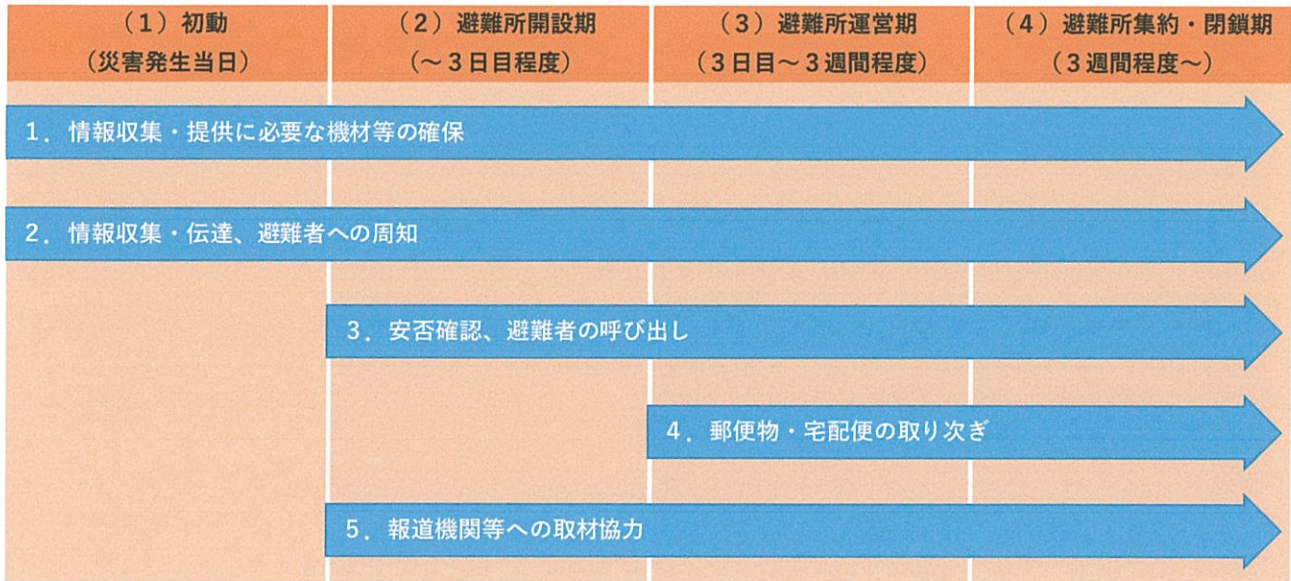 （1）初動
（災害発生当日）
（2）避難所開設期
（～3日目程度）
（3）避難所運営期
（3日目～3週間程度）
（4）避難所集約・閉鎖期
（3週間程度～）
1．情報収集・提供に必要な機材等の確保
2．情報収集・伝達、避難者への周知
3．安否確認、避難者の呼び出し
4．郵便物・宅配便の取り次ぎ
5．報道機関等への取材協力